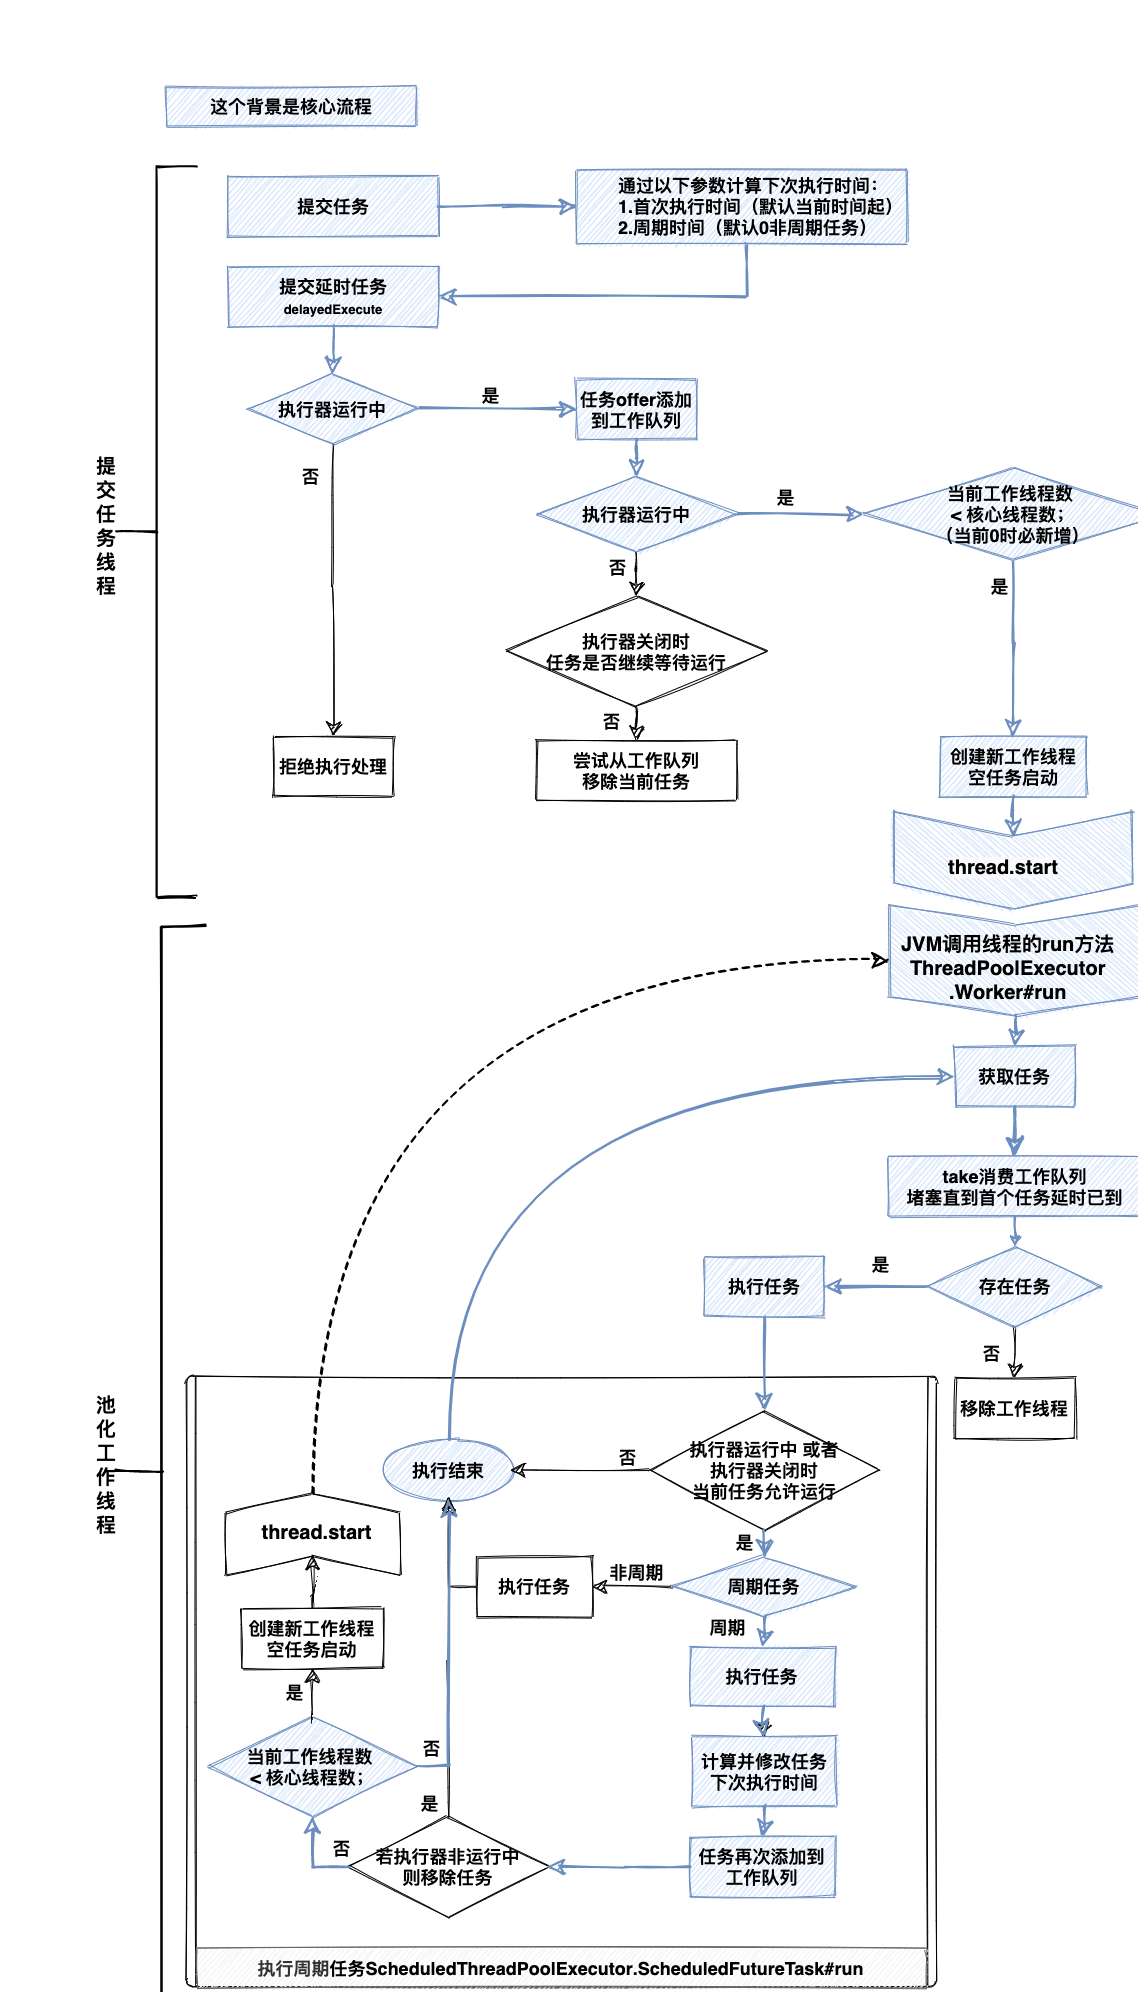 这个背景是核心流程
提交任务
通过以下参数计算下次执行时间：
1.首次执行时间（默认当前时间起）
2.周期时间（默认0非周期任务）
提交延时任务
delayedExecute
执行器运行中
是
任务offer添加
到工作队列
否
执行器运行中
是
当前工作线程数
< 核心线程数；
（当前0时必新增）
否
是
提交任务线程
执行器关闭时
任务是否继续等待运行
否
拒绝执行处理
尝试从工作队列
移除当前任务
创建新工作线程
空任务启动
thread.start
JVM调用线程的run方法
ThreadPoolExecutor
.Worker#run
获取任务
take消费工作队列
堵塞直到首个任务延时已到
执行任务
是
存在任务
否
移除工作线程
池化工作线程
执行器运行中 或者
执行器关闭时
当前任务允许运行
否
执行结束
是
thread.start
周期任务
非周期
执行任务
周期
创建新工作线程
空任务启动
执行任务
是
当前工作线程数
< 核心线程数；
否
计算并修改任务
下次执行时间
是
否
若执行器非运行中
则移除任务
任务再次添加到
工作队列
执行周期任务ScheduledThreadPoolExecutor.ScheduledFutureTask#run